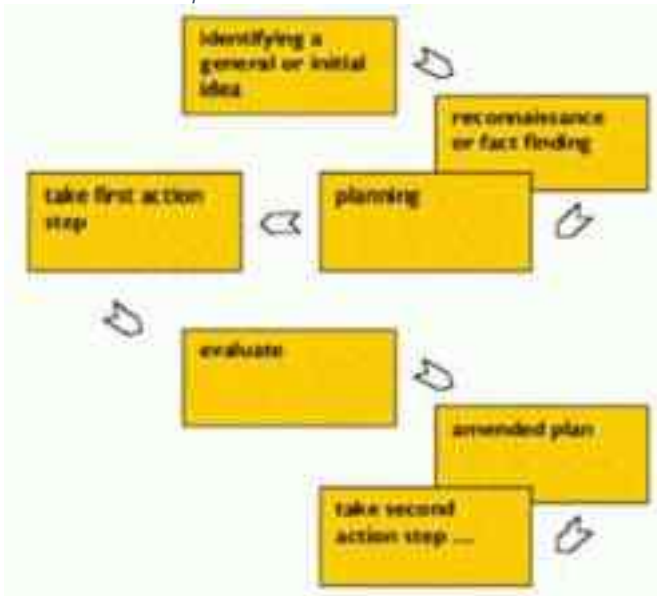 identifying a
general or initial
idea
reconnaissance
or fact finding
planning
take first action
step
evaluate
amended plan
take second
action step ...